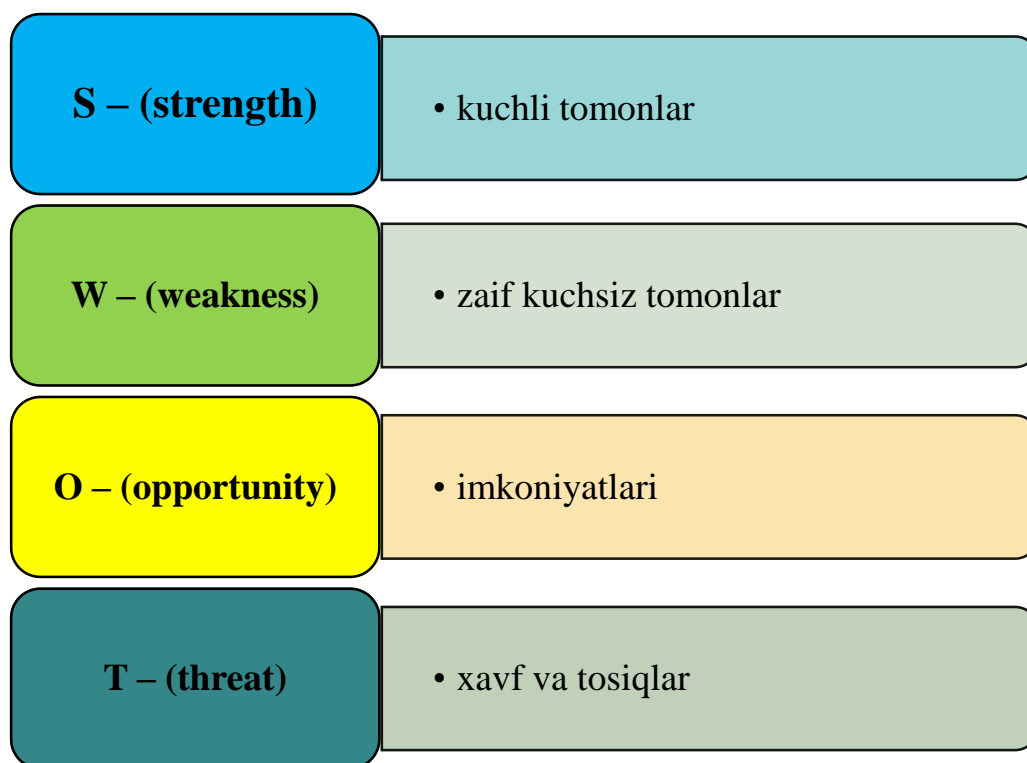 S – (strength)
• kuchli tomonlar
W – (weakness)
• zaif kuchsiz tomonlar
O – (opportunity)
• imkoniyatlari
T – (threat)
• xavf va tosiqlar